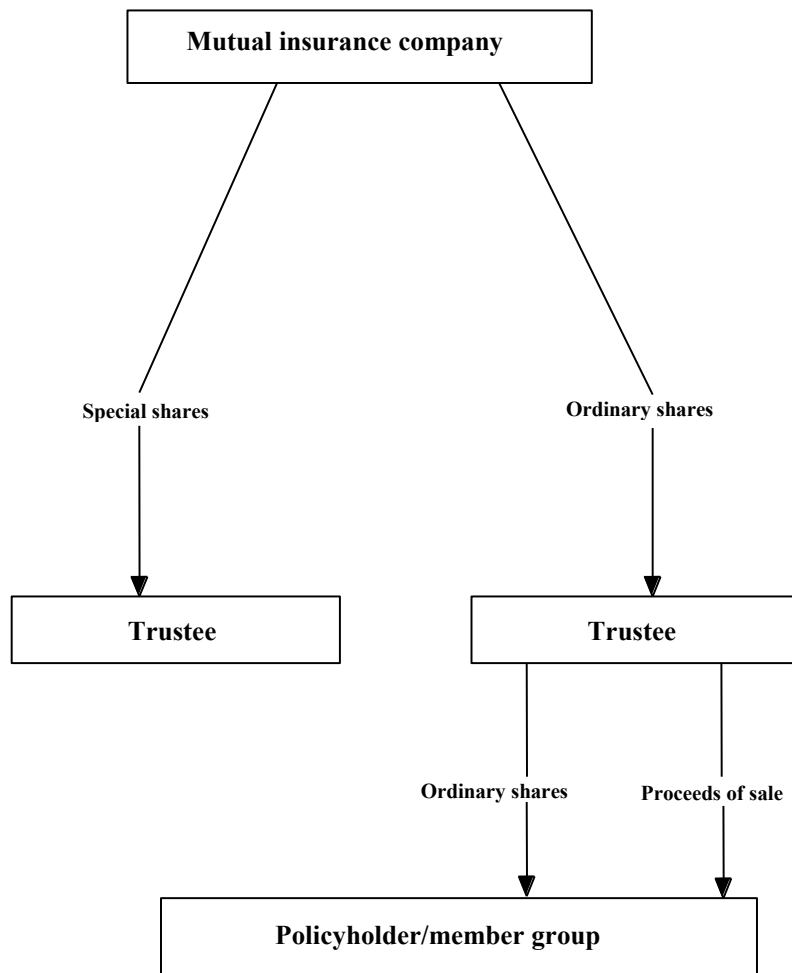 Mutual insurance company
Special shares
Ordinary shares
Trustee
Trustee
Ordinary shares
Proceeds of sale
Policyholder/member group